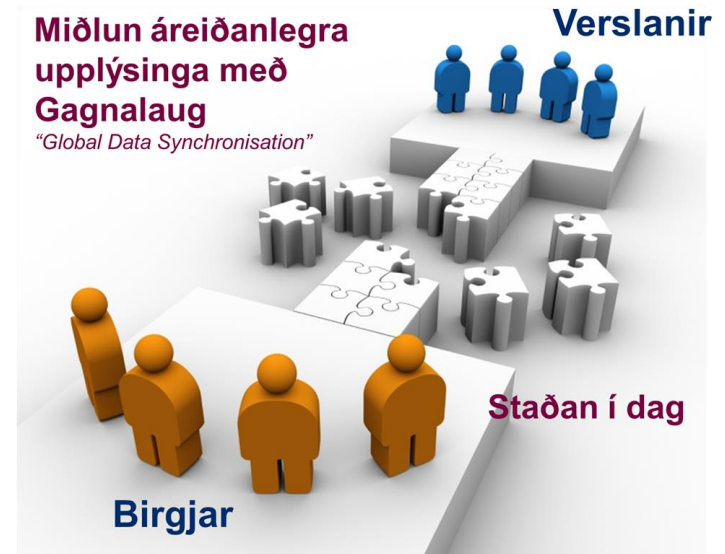 Miðlun áreiðanlegra
upplýsinga með
Gagnalaug
“Global Data Synchronisation”
Verslanir
Staðan í dag
Birgjar